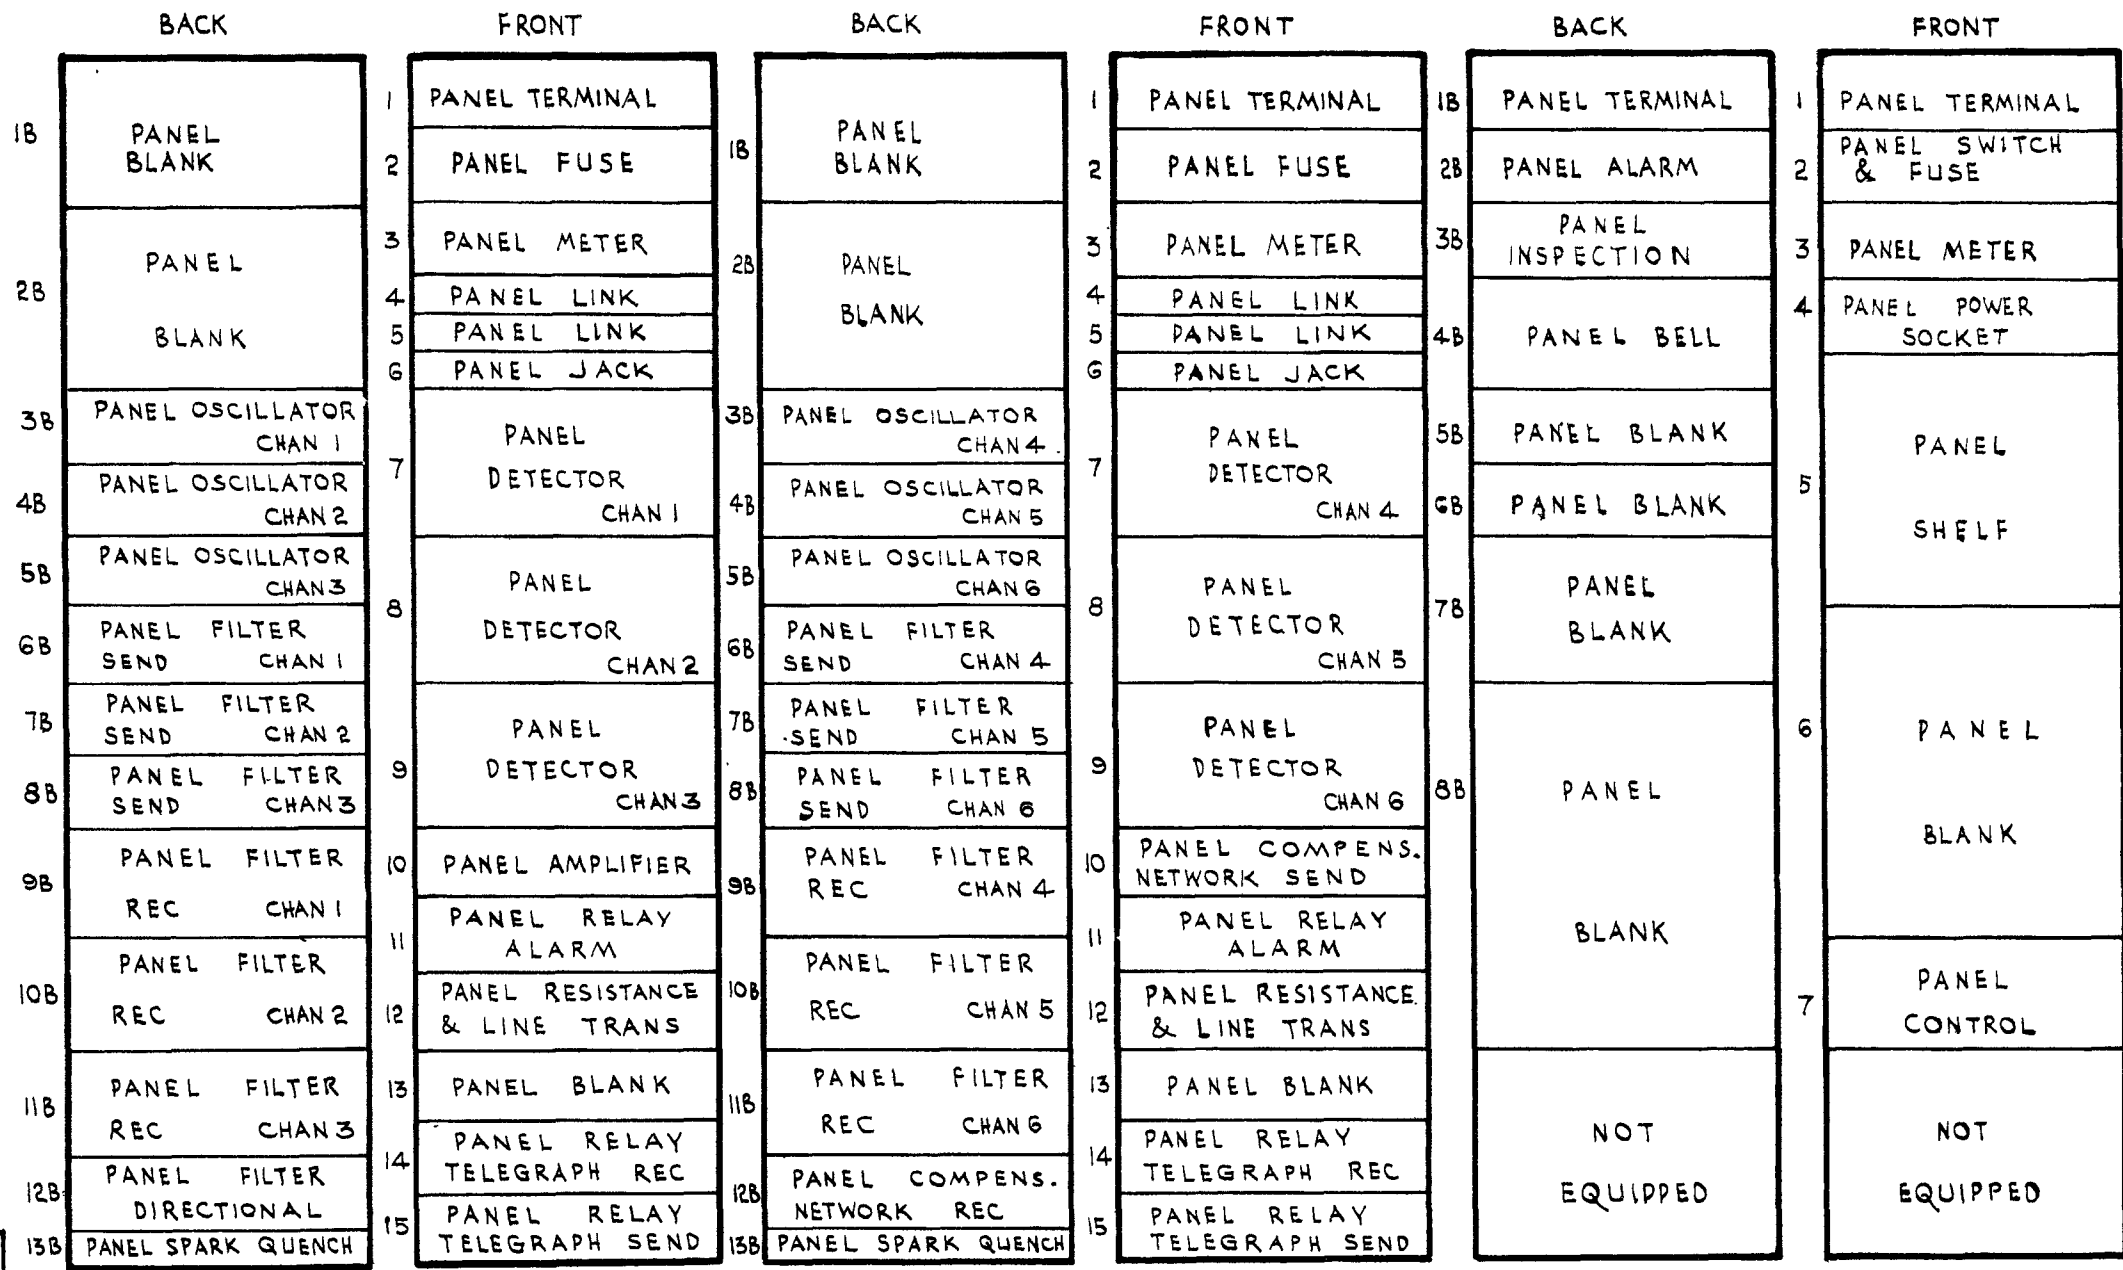 BACK
1B
PANEL
BLANK
2B
PANEL
BLANK
3B
PANEL OSCILLATOR
CHAN 1
4B
PANEL OSCILLATOR
CHAN 2
5B
PANEL OSCILLATOR
CHAN 3
6B
PANEL FILTER
SEND CHAN 1
7B
PANEL FILTER
SEND CHAN 2
8B
PANEL FILTER
SEND CHAN 3
9B
PANEL FILTER
REC CHAN 1
10B
PANEL FILTER
REC CHAN 2
11B
PANEL FILTER
REC CHAN 3
12B
PANEL FILTER
DIRECTIONAL
13B PANEL SPARK QUENCH
FRONT
1 PANEL TERMINAL
2 PANEL FUSE
3 PANEL METER
4 PANEL LINK
5 PANEL LINK
6 PANEL JACK
7
PANEL
DETECTOR
CHAN 1
8
PANEL
DETECTOR
CHAN 2
9
PANEL
DETECTOR
CHAN 3
10 PANEL AMPLIFIER
11
PANEL RELAY
ALARM
12
PANEL RESISTANCE
& LINE TRANS
13 PANEL BLANK
14
PANEL RELAY
TELEGRAPH REC
15
PANEL RELAY
TELEGRAPH SEND
BACK
1B
PANEL
BLANK
2B
PANEL
BLANK
3B
PANEL OSCILLATOR
CHAN 4
4B
PANEL OSCILLATOR
CHAN 5
5B
PANEL OSCILLATOR
CHAN 6
6B
PANEL FILTER
SEND CHAN 4
7B
PANEL FILTER
SEND CHAN 5
8B
PANEL FILTER
SEND CHAN 6
9B
PANEL FILTER
REC CHAN 4
10B
PANEL FILTER
REC CHAN 5
11B
PANEL FILTER
REC CHAN 6
12B
PANEL COMPENS.
NETWORK REC
13B PANEL SPARK QUENCH
FRONT
1 PANEL TERMINAL
2 PANEL FUSE
3 PANEL METER
4 PANEL LINK
5 PANEL LINK
6 PANEL JACK
7
PANEL
DETECTOR
CHAN 4
8
PANEL
DETECTOR
CHAN 5
9
PANEL
DETECTOR
CHAN 6
10
PANEL COMPENS.
NETWORK SEND
11
PANEL RELAY
ALARM
12
PANEL RESISTANCE
& LINE TRANS
13 PANEL BLANK
14
PANEL RELAY
TELEGRAPH REC
15
PANEL RELAY
TELEGRAPH SEND
BACK
1B PANEL TERMINAL
2B PANEL ALARM
3B
PANEL
INSPECTION
4B PANEL BELL
5B PANEL BLANK
6B PANEL BLANK
7B
PANEL
BLANK
8B
PANEL
BLANK
NOT
EQUIPPED
FRONT
1 PANEL TERMINAL
2
PANEL SWITCH
& FUSE
3 PANEL METER
4
PANEL POWER
SOCKET
5
PANEL
SHELF
6
PANEL
BLANK
7
PANEL
CONTROL
NOT
EQUIPPED